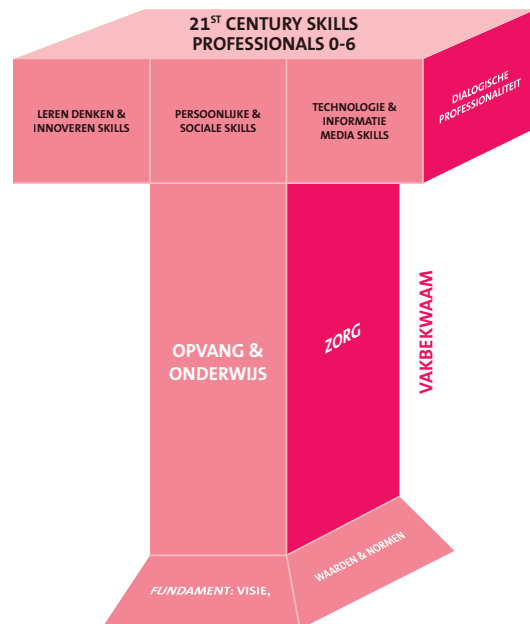 21ST CENTURY SKILLS
PROFESSIONALS 0-6
LEREN DENKEN &
INNOVEREN SKILLS
PERSOONLIJKE &
SOCIALE SKILLS
TECHNOLOGIE &
INFORMATIE
MEDIA SKILLS
DIALOGISCHE
PROFESSIONALITEIT
OPVANG &
ONDERWIJS
ZORG
VAKBEKWAAM
FUNDAMENT: VISIE,
WAARDEN & NORMEN